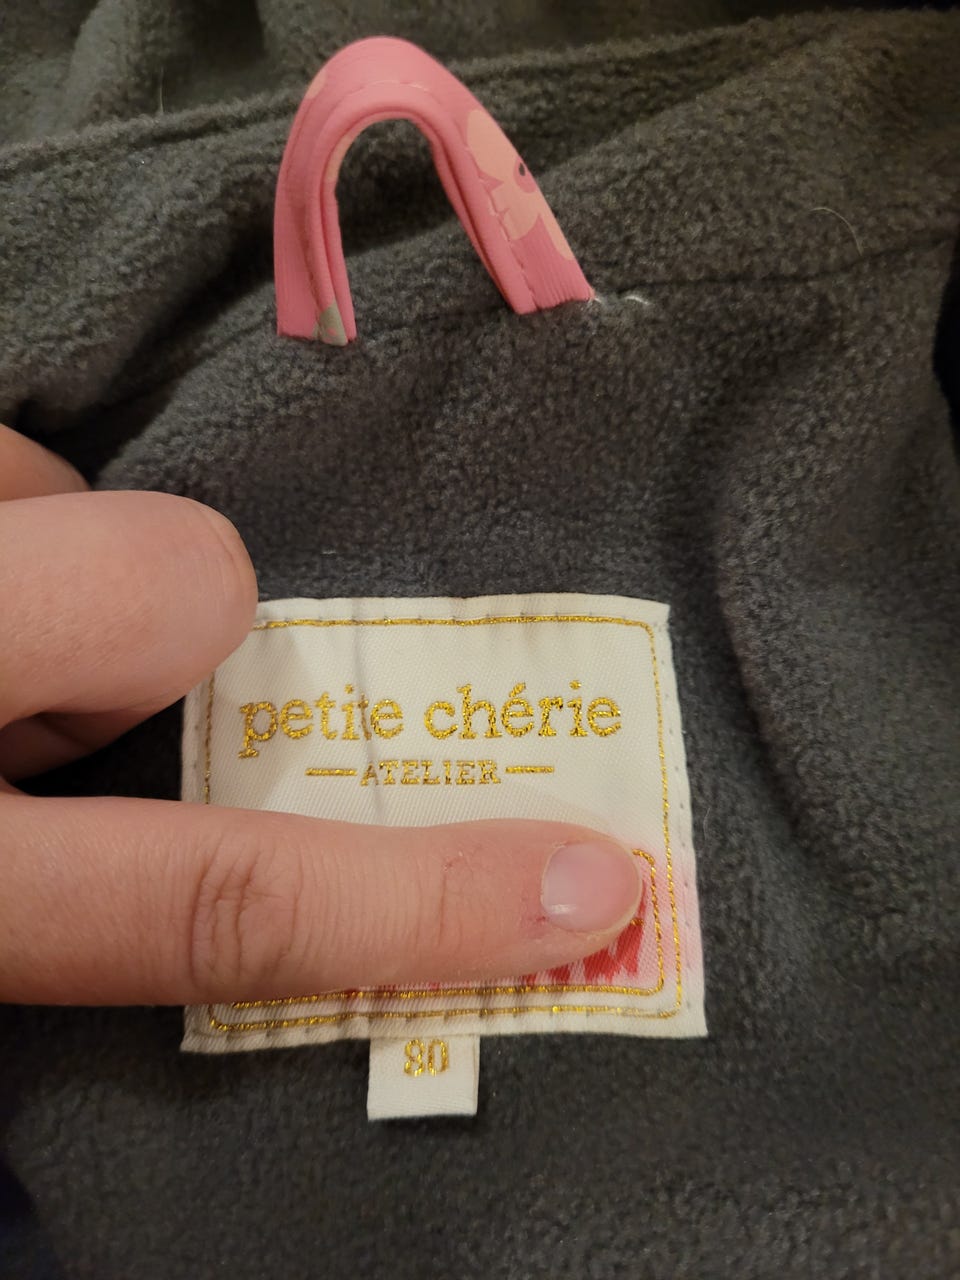 petite chérie
ATELIER
80